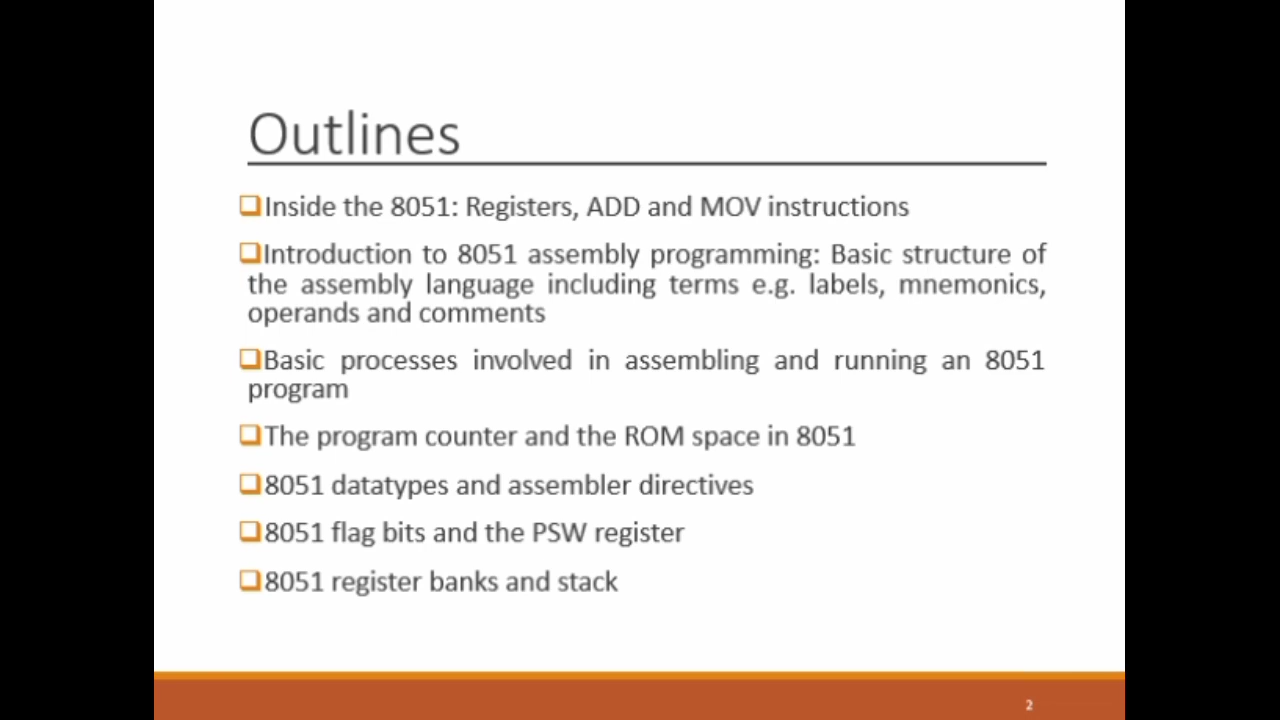 Outlines
Inside the 8051: Registers, ADD and MOV instructions
Introduction to 8051 assembly programming: Basic structure of
the assembly language including terms e.g. labels, mnemonics,
operands and comments
Basic processes involved in assembling and running an 8051
program
The program counter and the ROM space in 8051
8051 datatypes and assembler directives
8051 flag bits and the PSW register
8051 register banks and stack
2